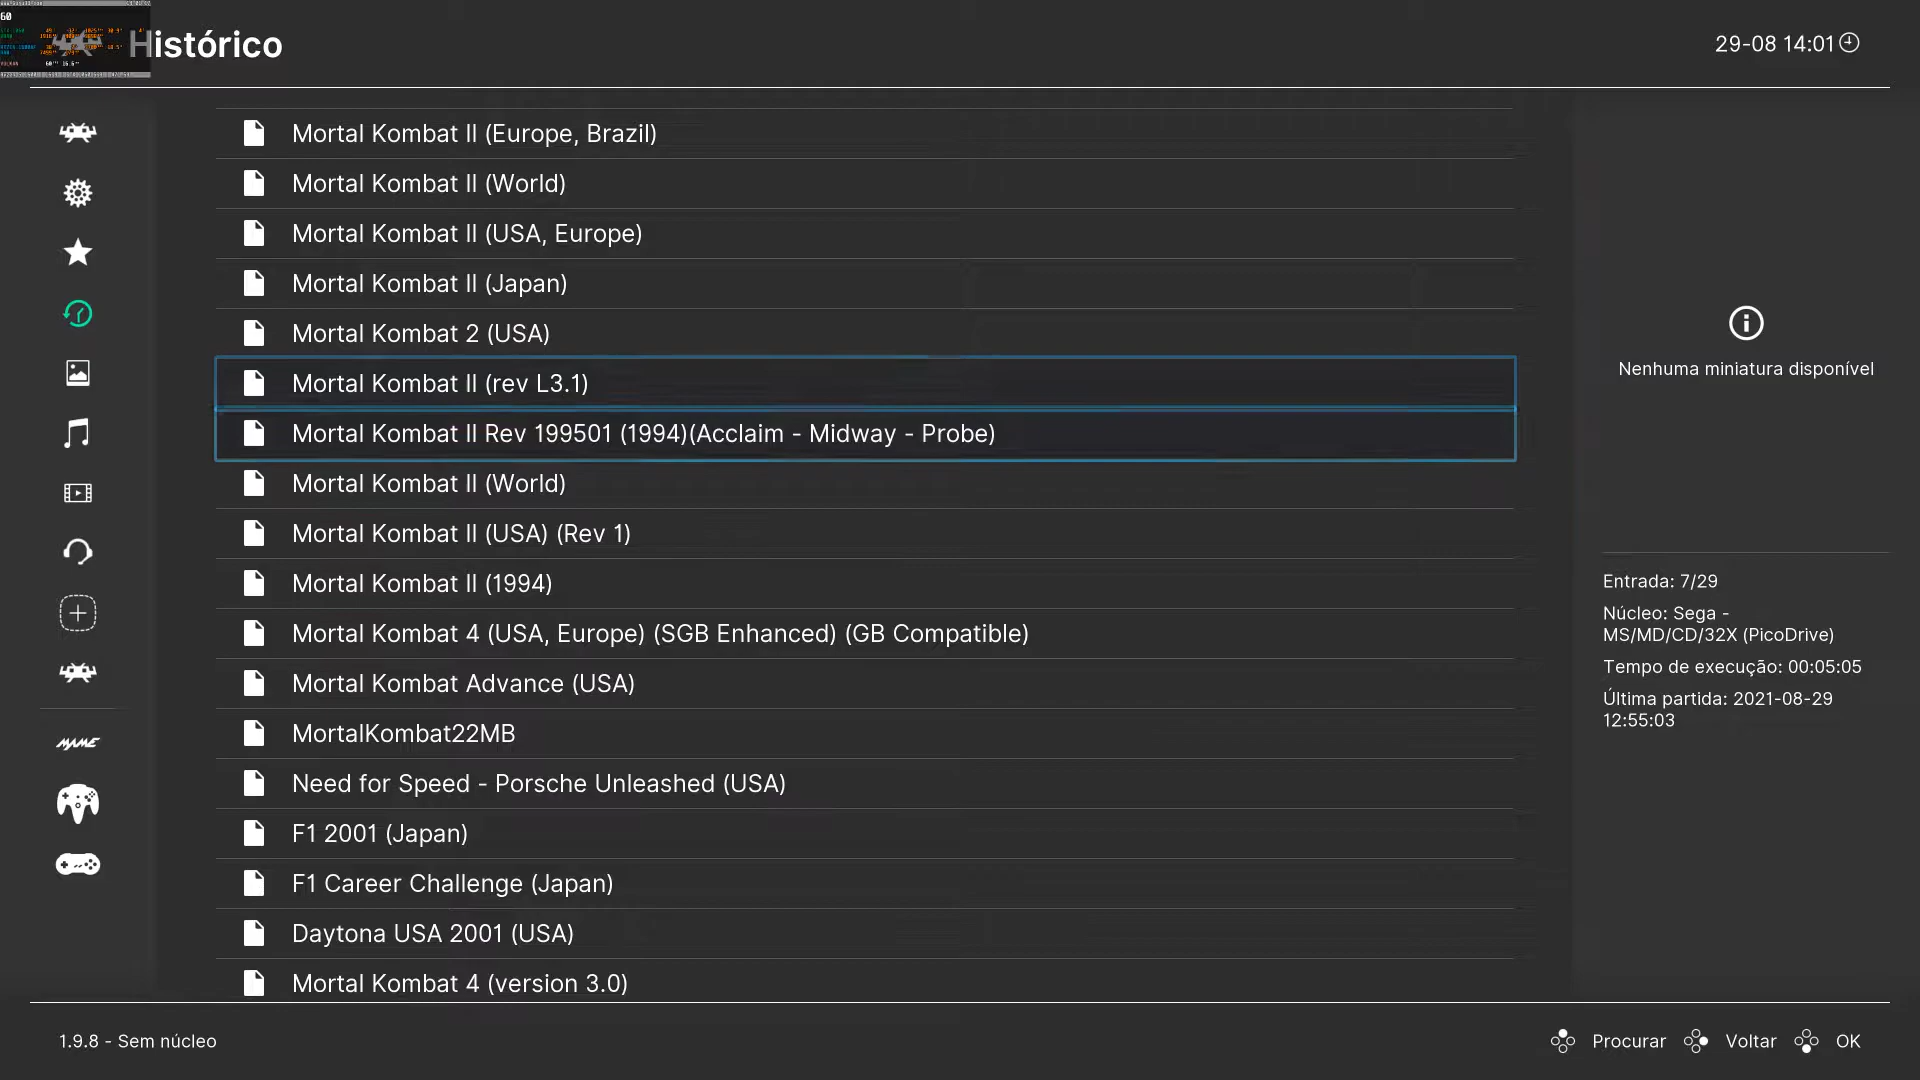 60
Histórico
29-08 14:01
Mortal Kombat II (Europe, Brazil)
Mortal Kombat II (World)
Mortal Kombat II (USA, Europe)
Mortal Kombat II (Japan)
Mortal Kombat 2 (USA)
Mortal Kombat II (rev L3.1)
Mortal Kombat II Rev 199501 (1994)(Acclaim - Midway - Probe)
Mortal Kombat II (World)
Mortal Kombat II (USA) (Rev 1)
Mortal Kombat II (1994)
Mortal Kombat 4 (USA, Europe) (SGB Enhanced) (GB Compatible)
Mortal Kombat Advance (USA)
MortalKombat22MB
Need for Speed - Porsche Unleashed (USA)
F1 2001 (Japan)
F1 Career Challenge (Japan)
Daytona USA 2001 (USA)
Mortal Kombat 4 (version 3.0)
MAME
Nenhuma miniatura disponível
Entrada: 7/29
Núcleo: Sega -
MS/MD/CD/32X (PicoDrive)
Tempo de execução: 00:05:05
Última partida: 2021-08-29
12:55:03
1.9.8 - Sem núcleo
Procurar
Voltar
OK